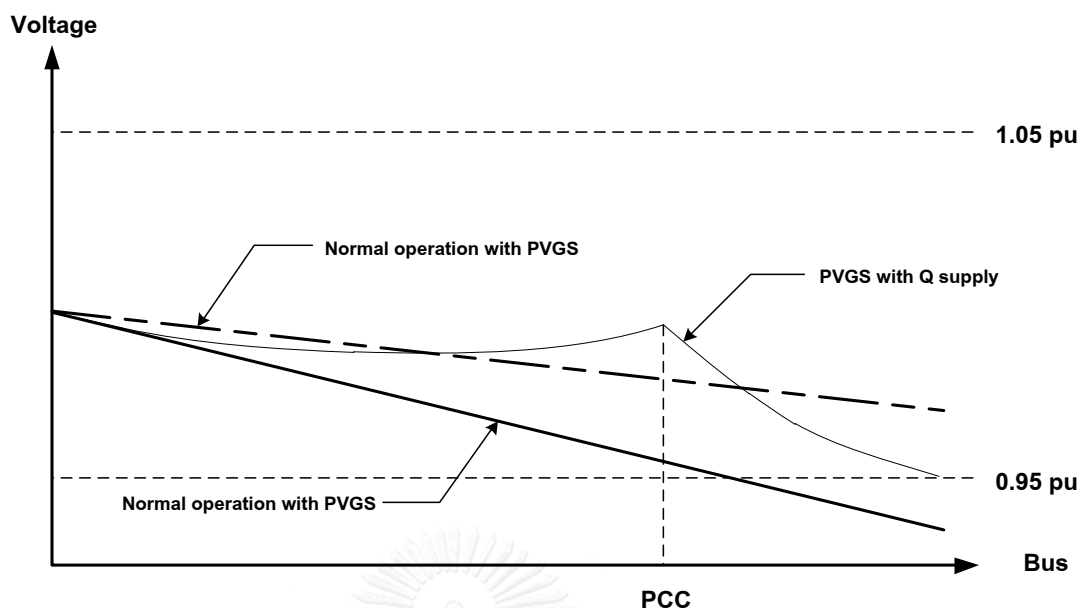 Voltage
1.05 pu
Normal operation with PVGS
PVGS with Q supply
Normal operation with PVGS
0.95 pu
Bus
PCC